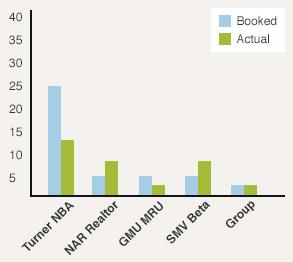 40
35
30
25
20
15
10
5
Booked
Actual
Turner NBA
NAR Realtor
GMU MRU
SMV Beta
Group